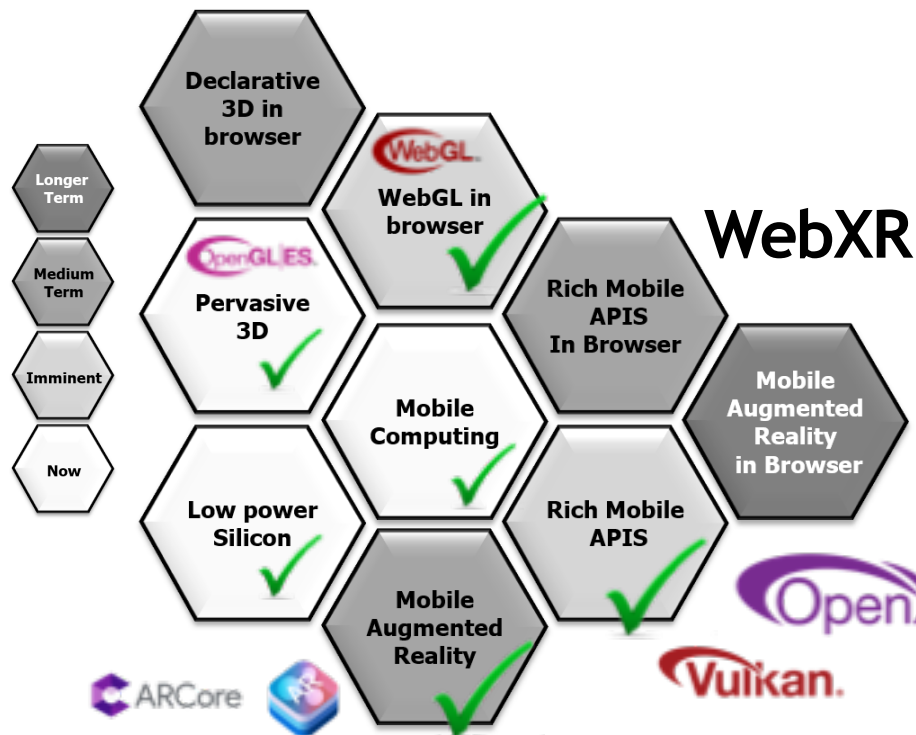 Declarative
3D in
browser
Longer
Term
Medium
Term
Imminent
Now
WebGL
WebGL in
browser
OpenGL|ES
Pervasive
3D
WebXR
Rich Mobile
APIS
In Browser
Mobile
Computing
Mobile
Augmented
Reality
in Browser
Low power
Silicon
Rich Mobile
APIS
Mobile
Augmented
Reality
ARCore
AR
Open
Vulkan.